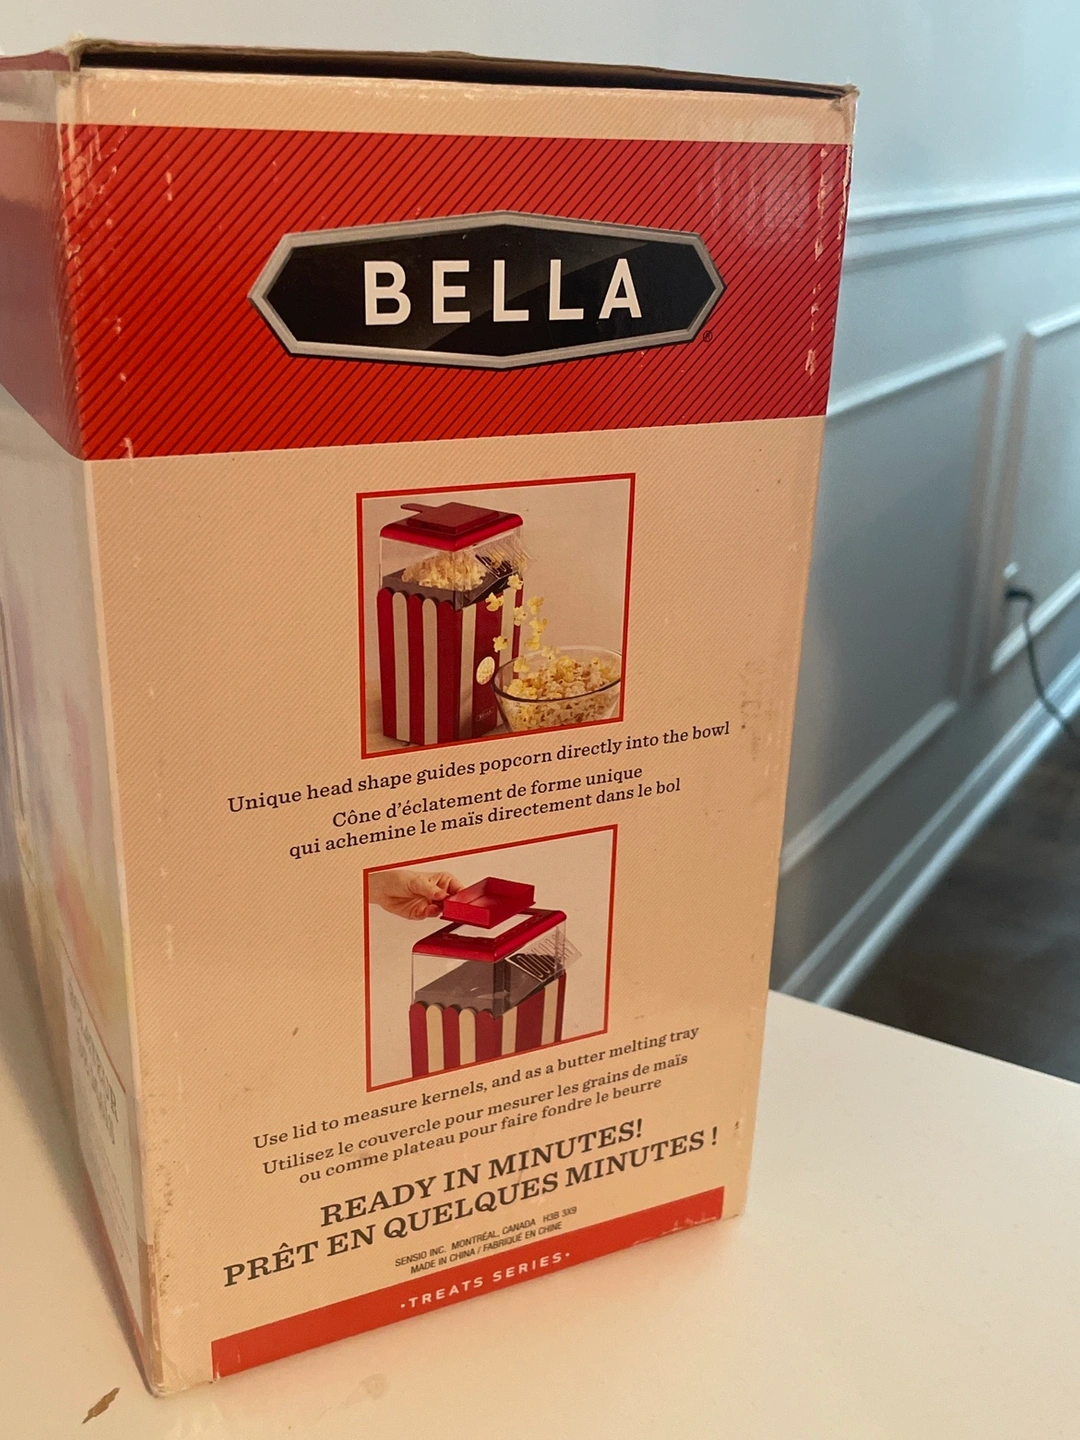 BELLA
®
Unique head shape guides popcorn directly into the bowl
Cône d'éclatement de forme unique
qui achemine le maïs directement dans le bol
Use lid to measure kernels, and as a butter melting tray
Utilisez le couvercle pour mesurer les grains de maïs
ou comme plateau pour faire fondre le beurre
READY IN MINUTES!
PRÊT EN QUELQUES MINUTES !
SENSIO INC. MONTRÉAL, CANADA H3B 3X9
MADE IN CHINA / FABRIQUÉ EN CHINE
•TREATS SERIES•